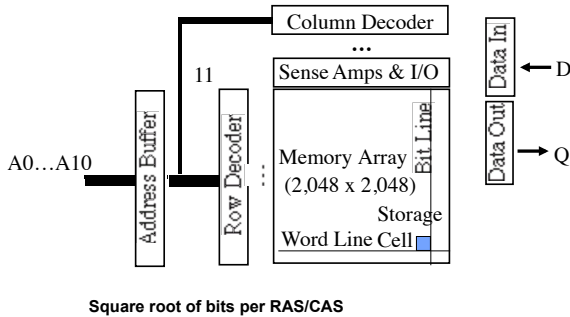 Column Decoder
...
Sense Amps & I/O
Data In
D
11
A0...A10
Address Buffer
Row Decoder
...
Memory Array
(2,048 x 2,048)
Bit Line
Data Out
Q
Storage
Word Line Cell
Square root of bits per RAS/CAS